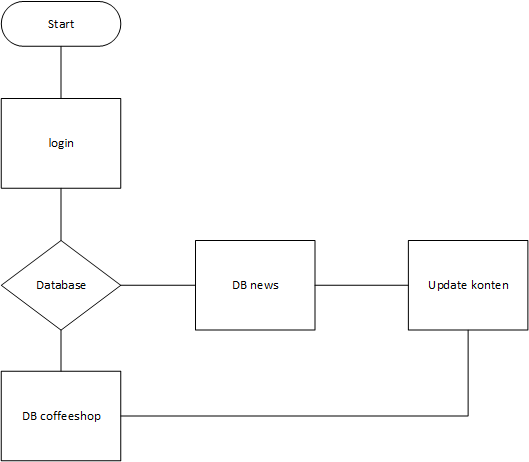 Start
login
Database
DB news
Update konten
DB coffeeshop